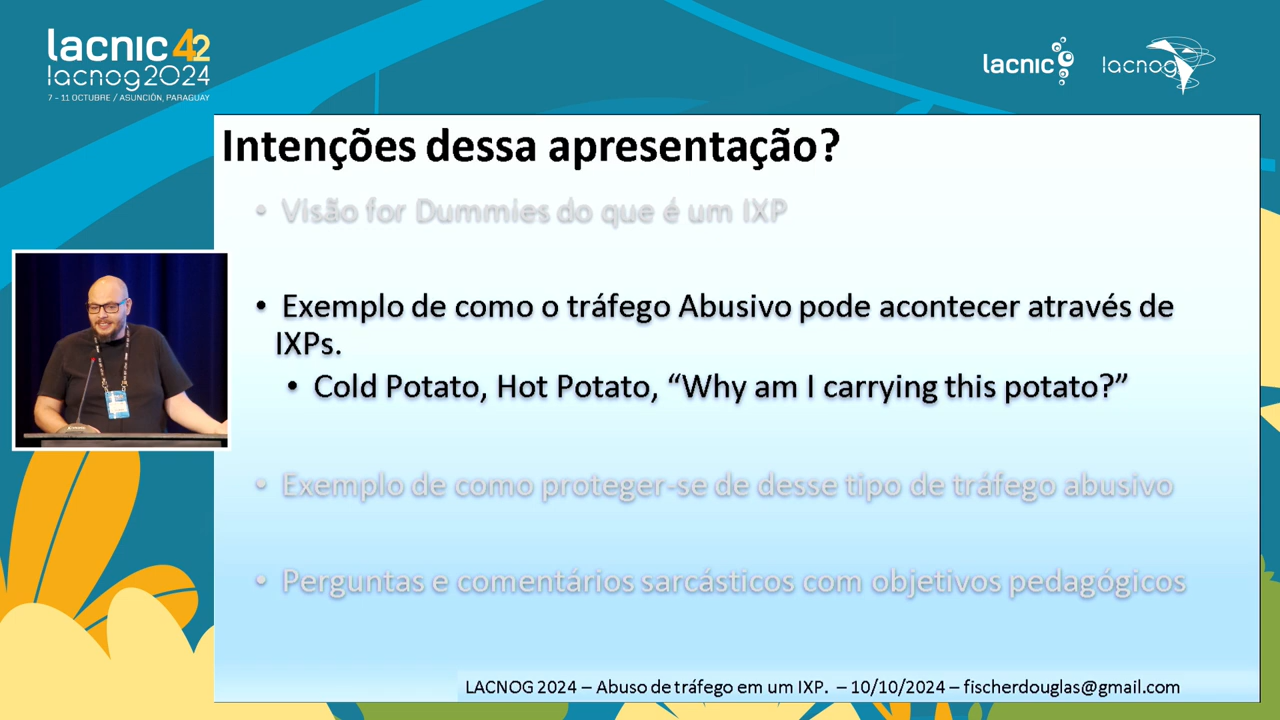 lacnic 42
lacnog2024
7 - 11 OCTUBRE / ASUNCIÓN, PARAGUAY
lacnic
lacnog
Intenções dessa apresentação?
• Visão for Dummies do que é um IXP
• Exemplo de como o tráfego Abusivo pode acontecer através de
IXPs.
• Cold Potato, Hot Potato, “Why am I carrying this potato?”
• Exemplo de como proteger-se de desse tipo de tráfego abusivo
• Perguntas e comentários sarcásticos com objetivos pedagógicos
LACNOG 2024 – Abuso de tráfego em um IXP. – 10/10/2024 – fischerdouglas@gmail.com